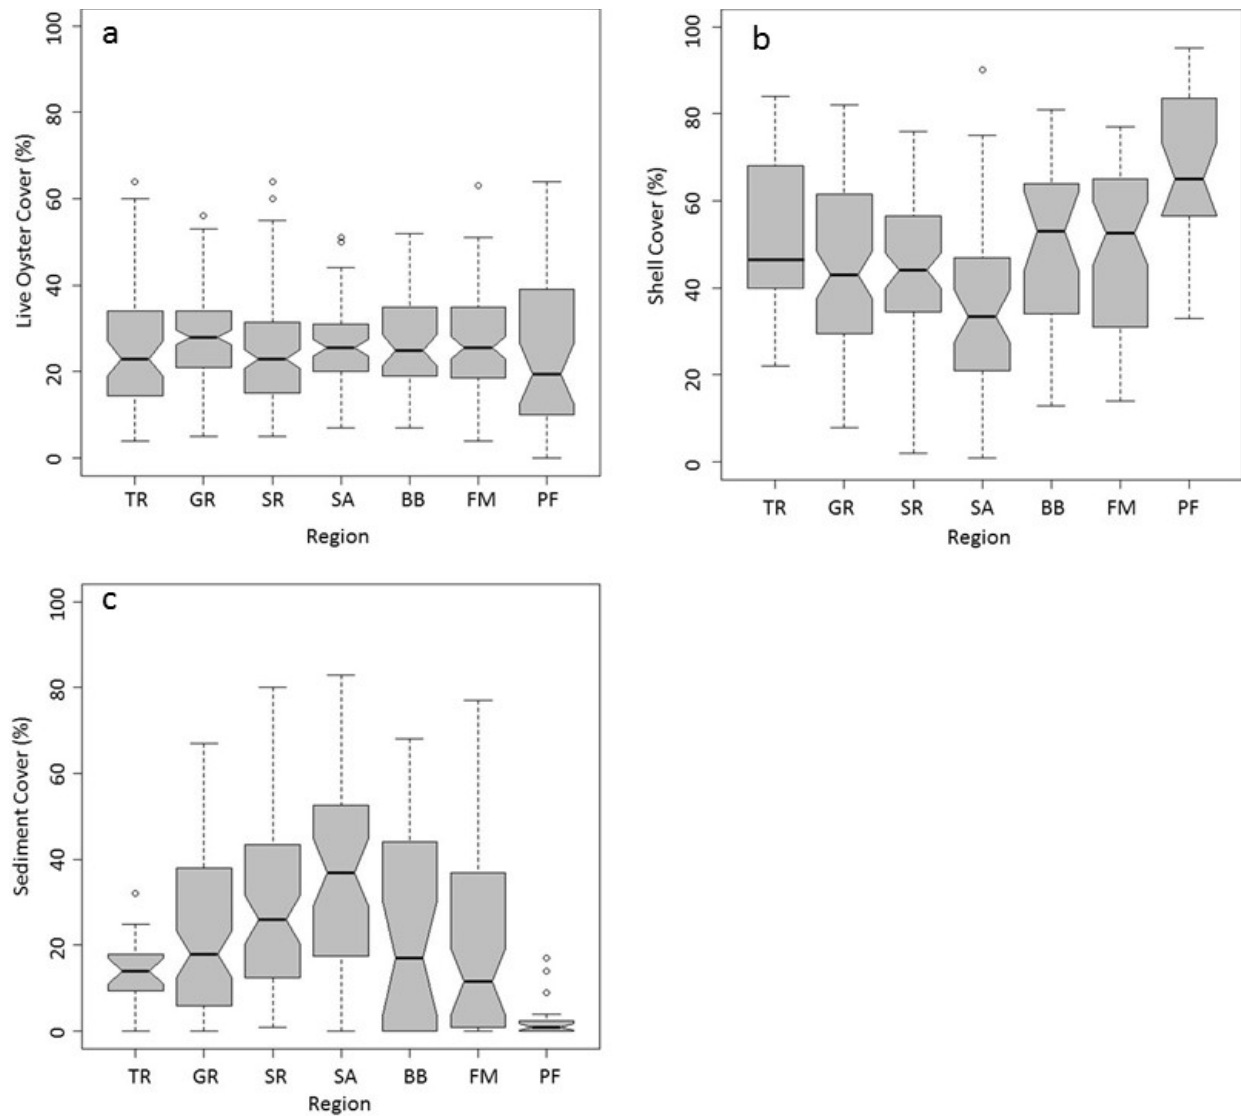 a
Live Oyster Cover (%)
0 20 40 60 80 100
TR GR SR SA BB FM PF
Region
b
Shell Cover (%)
0 20 40 60 80 100
TR GR SR SA BB FM PF
Region
c
Sediment Cover (%)
0 20 40 60 80 100
TR GR SR SA BB FM PF
Region